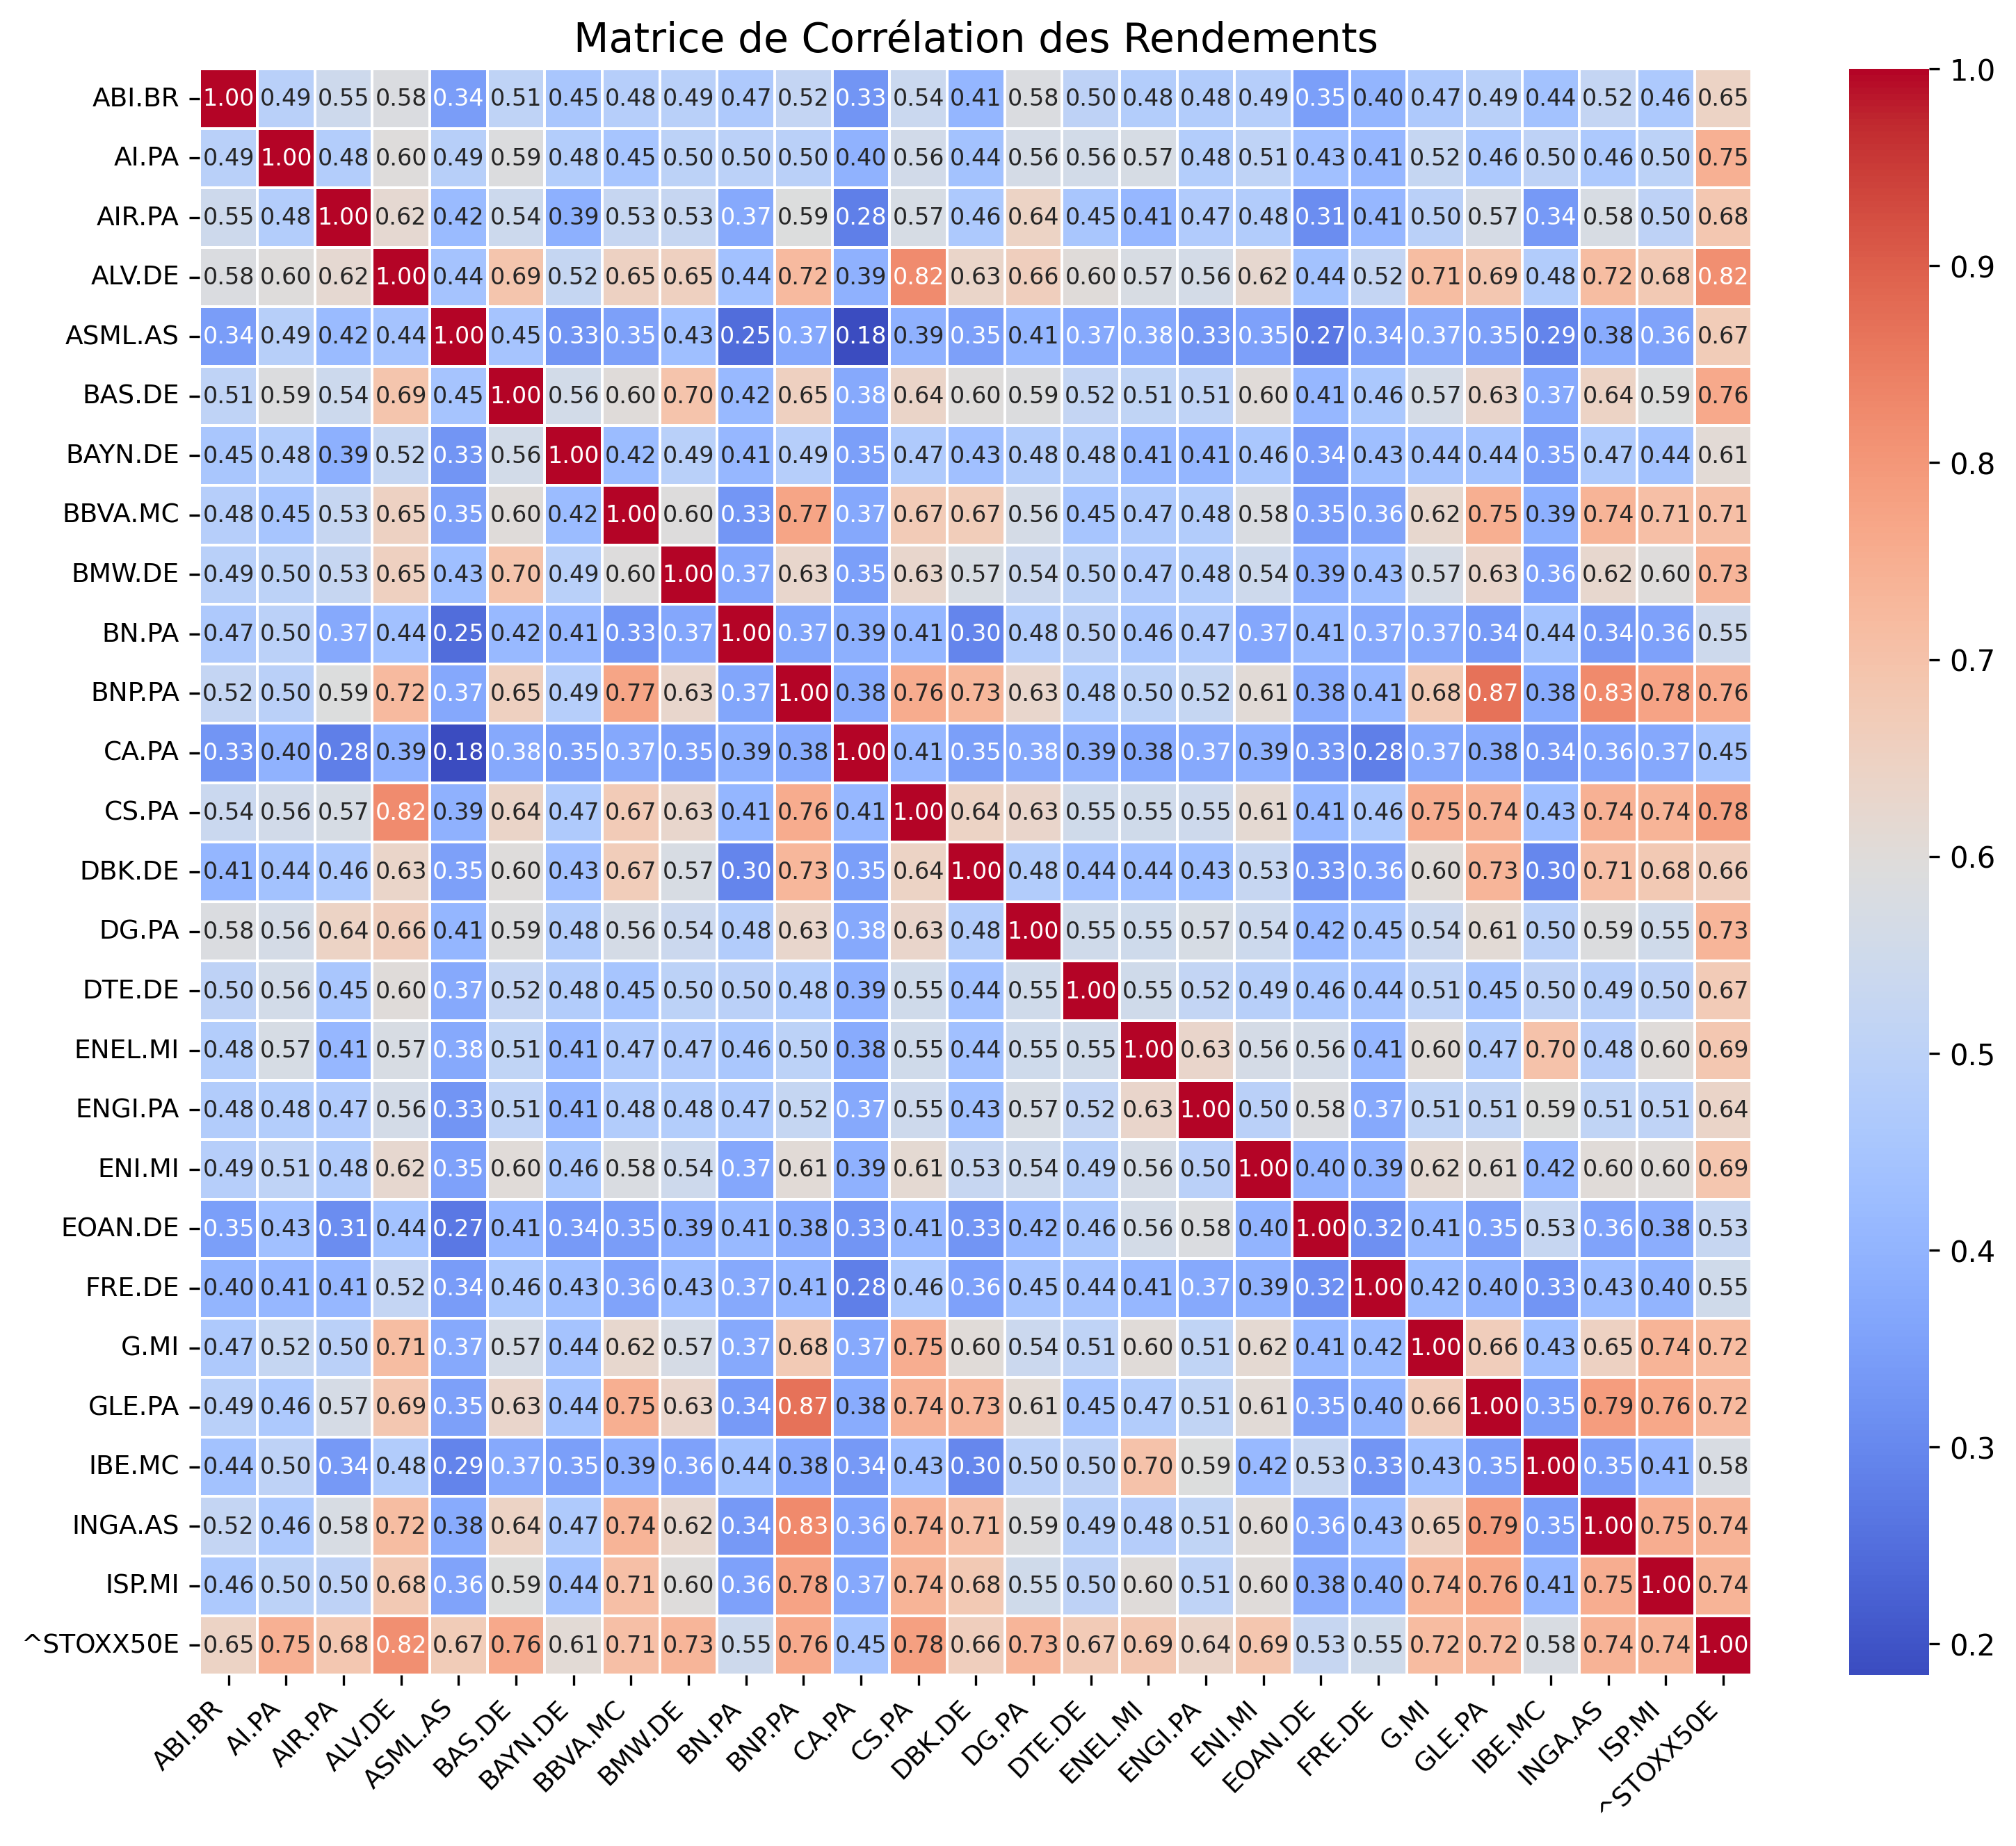 Matrice de Corrélation des Rendements
ABI.BR 1.00 0.49 0.55 0.58 0.34 0.51 0.45 0.48 0.49 0.47 0.52 0.33 0.54 0.41 0.58 0.50 0.48 0.48 0.49 0.35 0.40 0.47 0.49 0.44 0.52 0.46 0.65
AI.PA 0.49 1.00 0.48 0.60 0.49 0.59 0.48 0.45 0.50 0.50 0.50 0.40 0.56 0.44 0.56 0.56 0.57 0.48 0.51 0.43 0.41 0.52 0.46 0.50 0.46 0.50 0.75
AIR.PA 0.55 0.48 1.00 0.62 0.42 0.54 0.39 0.53 0.53 0.37 0.59 0.28 0.57 0.46 0.64 0.45 0.41 0.47 0.48 0.31 0.41 0.50 0.57 0.34 0.58 0.50 0.68
ALV.DE 0.58 0.60 0.62 1.00 0.44 0.69 0.52 0.65 0.65 0.44 0.72 0.39 0.82 0.63 0.66 0.60 0.57 0.56 0.62 0.44 0.52 0.71 0.69 0.48 0.72 0.68 0.82
ASML.AS 0.34 0.49 0.42 0.44 1.00 0.45 0.33 0.35 0.43 0.25 0.37 0.18 0.39 0.35 0.41 0.37 0.38 0.33 0.35 0.27 0.34 0.37 0.35 0.29 0.38 0.36 0.67
BAS.DE 0.51 0.59 0.54 0.69 0.45 1.00 0.56 0.60 0.70 0.42 0.65 0.38 0.64 0.60 0.59 0.52 0.51 0.51 0.60 0.41 0.46 0.57 0.63 0.37 0.64 0.59 0.76
BAYN.DE 0.45 0.48 0.39 0.52 0.33 0.56 1.00 0.42 0.49 0.41 0.49 0.35 0.47 0.43 0.48 0.48 0.41 0.41 0.46 0.34 0.43 0.44 0.44 0.35 0.47 0.44 0.61
BBVA.MC 0.48 0.45 0.53 0.65 0.35 0.60 0.42 1.00 0.60 0.33 0.77 0.37 0.67 0.67 0.56 0.45 0.47 0.48 0.58 0.35 0.36 0.62 0.75 0.39 0.74 0.71 0.71
BMW.DE 0.49 0.50 0.53 0.65 0.43 0.70 0.49 0.60 1.00 0.37 0.63 0.35 0.63 0.57 0.54 0.50 0.47 0.48 0.54 0.39 0.43 0.57 0.63 0.36 0.62 0.60 0.73
BN.PA 0.47 0.50 0.37 0.44 0.25 0.42 0.41 0.33 0.37 1.00 0.37 0.39 0.41 0.30 0.48 0.50 0.46 0.47 0.37 0.41 0.37 0.37 0.34 0.44 0.34 0.36 0.55
BNP.PA 0.52 0.50 0.59 0.72 0.37 0.65 0.49 0.77 0.63 0.37 1.00 0.38 0.76 0.73 0.63 0.48 0.50 0.52 0.61 0.38 0.41 0.68 0.87 0.38 0.83 0.78 0.76
CA.PA 0.33 0.40 0.28 0.39 0.18 0.38 0.35 0.37 0.35 0.39 0.38 1.00 0.41 0.35 0.38 0.39 0.38 0.37 0.39 0.33 0.28 0.37 0.38 0.34 0.36 0.37 0.45
CS.PA 0.54 0.56 0.57 0.82 0.39 0.64 0.47 0.67 0.63 0.41 0.76 0.41 1.00 0.64 0.63 0.55 0.55 0.55 0.61 0.41 0.46 0.75 0.74 0.43 0.74 0.74 0.78
DBK.DE 0.41 0.44 0.46 0.63 0.35 0.60 0.43 0.67 0.57 0.30 0.73 0.35 0.64 1.00 0.48 0.44 0.44 0.43 0.53 0.33 0.36 0.60 0.73 0.30 0.71 0.68 0.66
DG.PA 0.58 0.56 0.64 0.66 0.41 0.59 0.48 0.56 0.54 0.48 0.63 0.38 0.63 0.48 1.00 0.55 0.55 0.57 0.54 0.42 0.45 0.54 0.61 0.50 0.59 0.55 0.73
DTE.DE 0.50 0.56 0.45 0.60 0.37 0.52 0.48 0.45 0.50 0.50 0.48 0.39 0.55 0.44 0.55 1.00 0.55 0.52 0.49 0.46 0.44 0.51 0.45 0.50 0.49 0.50 0.67
ENEL.MI 0.48 0.57 0.41 0.57 0.38 0.51 0.41 0.47 0.47 0.46 0.50 0.38 0.55 0.44 0.55 0.55 1.00 0.63 0.56 0.56 0.41 0.60 0.47 0.70 0.48 0.60 0.69
ENGI.PA 0.48 0.48 0.47 0.56 0.33 0.51 0.41 0.48 0.48 0.47 0.52 0.37 0.55 0.43 0.57 0.52 0.63 1.00 0.50 0.58 0.37 0.51 0.51 0.59 0.51 0.51 0.64
ENI.MI 0.49 0.51 0.48 0.62 0.35 0.60 0.46 0.58 0.54 0.37 0.61 0.39 0.61 0.53 0.54 0.49 0.56 0.50 1.00 0.40 0.39 0.62 0.61 0.42 0.60 0.60 0.69
EOAN.DE 0.35 0.43 0.31 0.44 0.27 0.41 0.34 0.35 0.39 0.41 0.38 0.33 0.41 0.33 0.42 0.46 0.56 0.58 0.40 1.00 0.32 0.41 0.35 0.53 0.36 0.38 0.53
FRE.DE 0.40 0.41 0.41 0.52 0.34 0.46 0.43 0.36 0.43 0.37 0.41 0.28 0.46 0.36 0.45 0.44 0.41 0.37 0.39 0.32 1.00 0.42 0.40 0.33 0.43 0.40 0.55
G.MI 0.47 0.52 0.50 0.71 0.37 0.57 0.44 0.62 0.57 0.37 0.68 0.37 0.75 0.60 0.54 0.51 0.60 0.51 0.62 0.41 0.42 1.00 0.66 0.43 0.65 0.74 0.72
GLE.PA 0.49 0.46 0.57 0.69 0.35 0.63 0.44 0.75 0.63 0.34 0.87 0.38 0.74 0.73 0.61 0.45 0.47 0.51 0.61 0.35 0.40 0.66 1.00 0.35 0.79 0.76 0.72
IBE.MC 0.44 0.50 0.34 0.48 0.29 0.37 0.35 0.39 0.36 0.44 0.38 0.34 0.43 0.30 0.50 0.50 0.70 0.59 0.42 0.53 0.33 0.43 0.35 1.00 0.35 0.41 0.58
INGA.AS 0.52 0.46 0.58 0.72 0.38 0.64 0.47 0.74 0.62 0.34 0.83 0.36 0.74 0.71 0.59 0.49 0.48 0.51 0.60 0.36 0.43 0.65 0.79 0.35 1.00 0.75 0.74
ISP.MI 0.46 0.50 0.50 0.68 0.36 0.59 0.44 0.71 0.60 0.36 0.78 0.37 0.74 0.68 0.55 0.50 0.60 0.51 0.60 0.38 0.40 0.74 0.76 0.41 0.75 1.00 0.74
^STOXX50E 0.65 0.75 0.68 0.82 0.67 0.76 0.61 0.71 0.73 0.55 0.76 0.45 0.78 0.66 0.73 0.67 0.69 0.64 0.69 0.53 0.55 0.72 0.72 0.58 0.74 0.74 1.00
ABI.BR AI.PA AIR.PA ALV.DE ASML.AS BAS.DE BAYN.DE BBVA.MC BMW.DE BN.PA BNP.PA CA.PA CS.PA DBK.DE DG.PA DTE.DE ENEL.MI ENGI.PA ENI.MI EOAN.DE FRE.DE G.MI GLE.PA IBE.MC INGA.AS ISP.MI ^STOXX50E
1.0
0.9
0.8
0.7
0.6
0.5
0.4
0.3
0.2